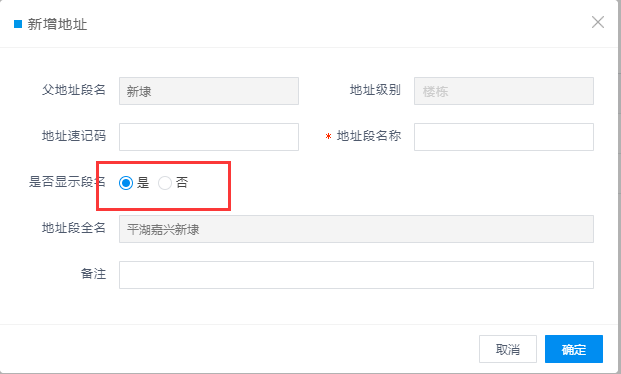 新增地址
父地址段名 新埭 地址级别 楼栋
地址速记码 * 地址段名称
是否显示段名 是 否
地址段全名 平湖嘉兴新埭
备注
取消 确定